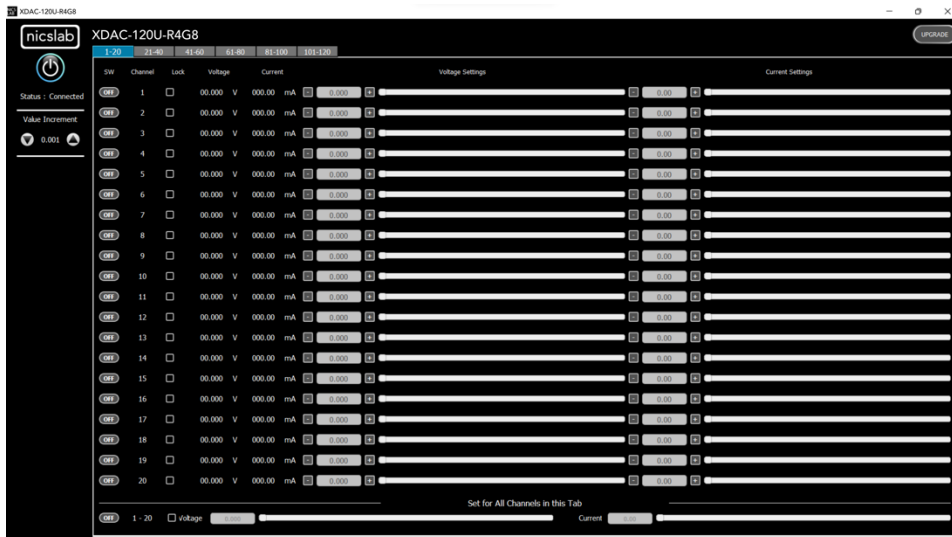 XDAC-120U-R4G8
nicslab
XDAC-120U-R4G8
UPGRADE
1-20 21-40 41-60 61-80 81-100 101-120
SW Channel Lock Voltage Current Voltage Settings Current Settings
Status : Connected
Value Increment
0.001
OFF 1 00.000 V 000.00 mA - 0.000 + - 0.00 +
OFF 2 00.000 V 000.00 mA - 0.000 + - 0.00 +
OFF 3 00.000 V 000.00 mA - 0.000 + - 0.00 +
OFF 4 00.000 V 000.00 mA - 0.000 + - 0.00 +
OFF 5 00.000 V 000.00 mA - 0.000 + - 0.00 +
OFF 6 00.000 V 000.00 mA - 0.000 + - 0.00 +
OFF 7 00.000 V 000.00 mA - 0.000 + - 0.00 +
OFF 8 00.000 V 000.00 mA - 0.000 + - 0.00 +
OFF 9 00.000 V 000.00 mA - 0.000 + - 0.00 +
OFF 10 00.000 V 000.00 mA - 0.000 + - 0.00 +
OFF 11 00.000 V 000.00 mA - 0.000 + - 0.00 +
OFF 12 00.000 V 000.00 mA - 0.000 + - 0.00 +
OFF 13 00.000 V 000.00 mA - 0.000 + - 0.00 +
OFF 14 00.000 V 000.00 mA - 0.000 + - 0.00 +
OFF 15 00.000 V 000.00 mA - 0.000 + - 0.00 +
OFF 16 00.000 V 000.00 mA - 0.000 + - 0.00 +
OFF 17 00.000 V 000.00 mA - 0.000 + - 0.00 +
OFF 18 00.000 V 000.00 mA - 0.000 + - 0.00 +
OFF 19 00.000 V 000.00 mA - 0.000 + - 0.00 +
OFF 20 00.000 V 000.00 mA - 0.000 + - 0.00 +
Set for All Channels in this Tab
OFF 1 - 20 Voltage 0.000 Current 0.00